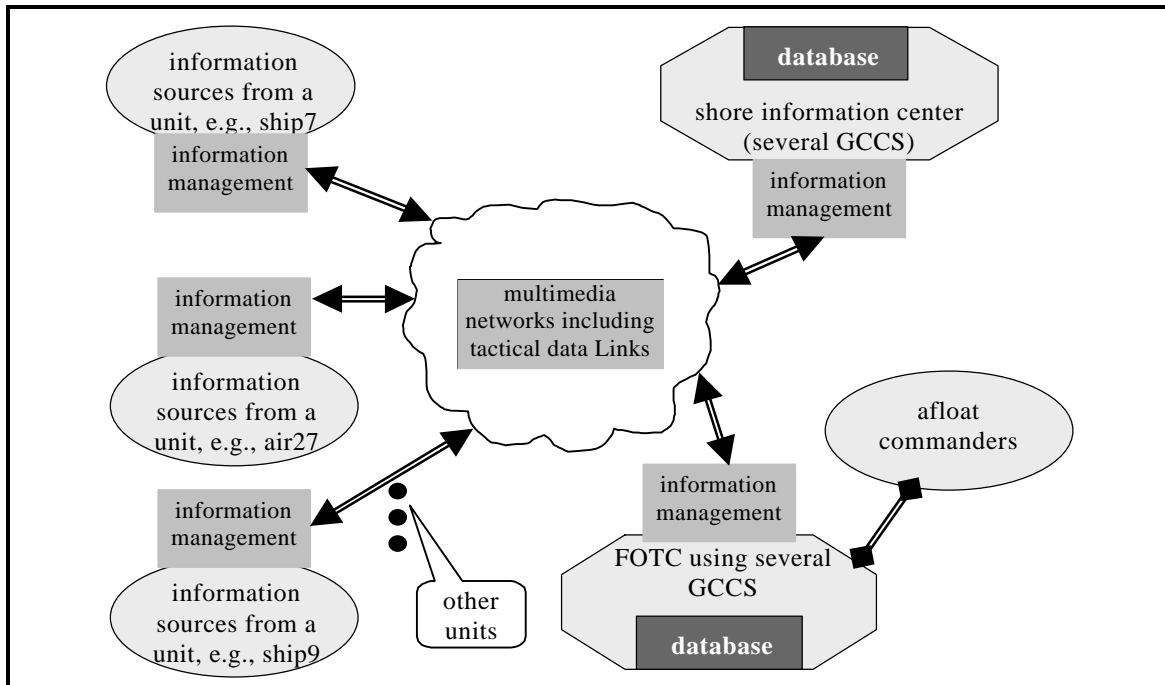 information
sources from a
unit, e.g., ship7
information
management
information
management
information
sources from a
unit, e.g., air27
information
management
information
sources from a
unit, e.g., ship9
multimedia
networks including
tactical data Links
other
units
database
shore information center
(several GCCS)
information
management
afloat
commanders
information
management
FOTC using several
GCCS
database